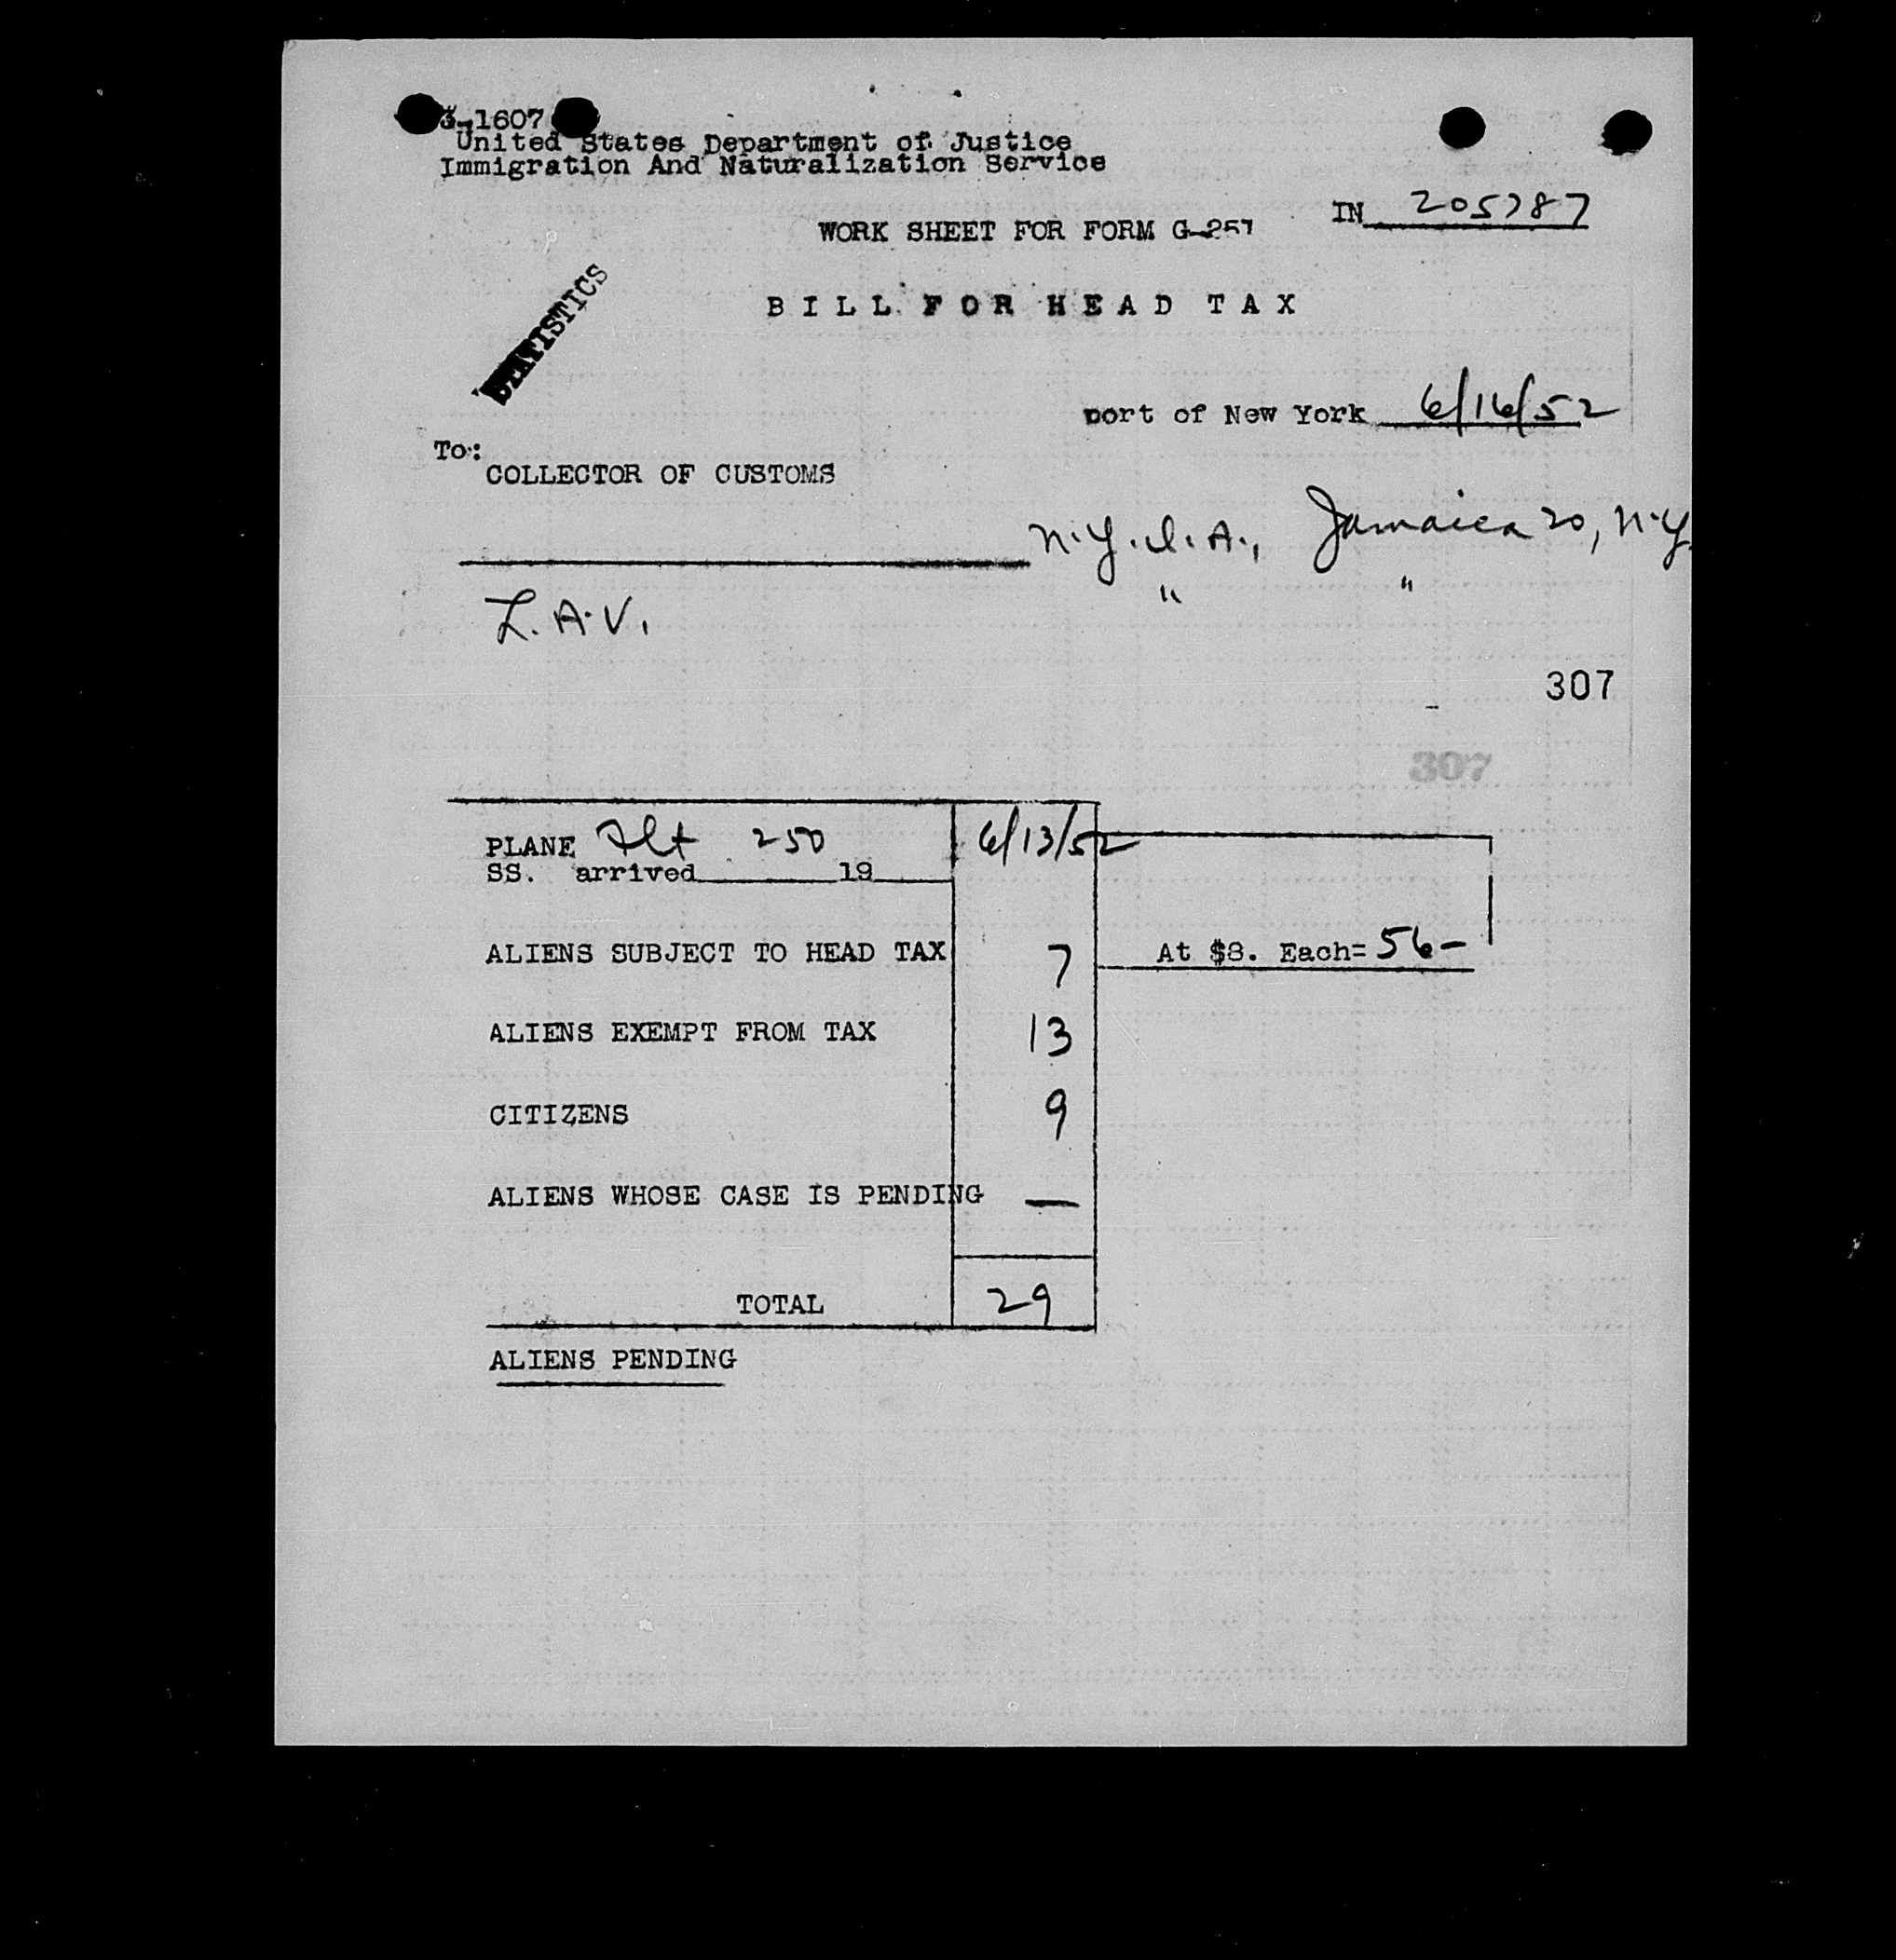 3-1607
United States Department of Justice
Immigration And Naturalization Service
IN 205787
WORK SHEET FOR FORM G-257
STATISTICS
BILL FOR HEAD TAX
port of New York 6/16/52
To:
COLLECTOR OF CUSTOMS
N.Y.I.A., Jamaica 20, N.Y.
" "
L.A.V.
307
307
PLANE Flt 250 6/13/52
SS. arrived 19
ALIENS SUBJECT TO HEAD TAX 7 At $8. Each= 56-
ALIENS EXEMPT FROM TAX 13
CITIZENS 9
ALIENS WHOSE CASE IS PENDING —
TOTAL 29
ALIENS PENDING